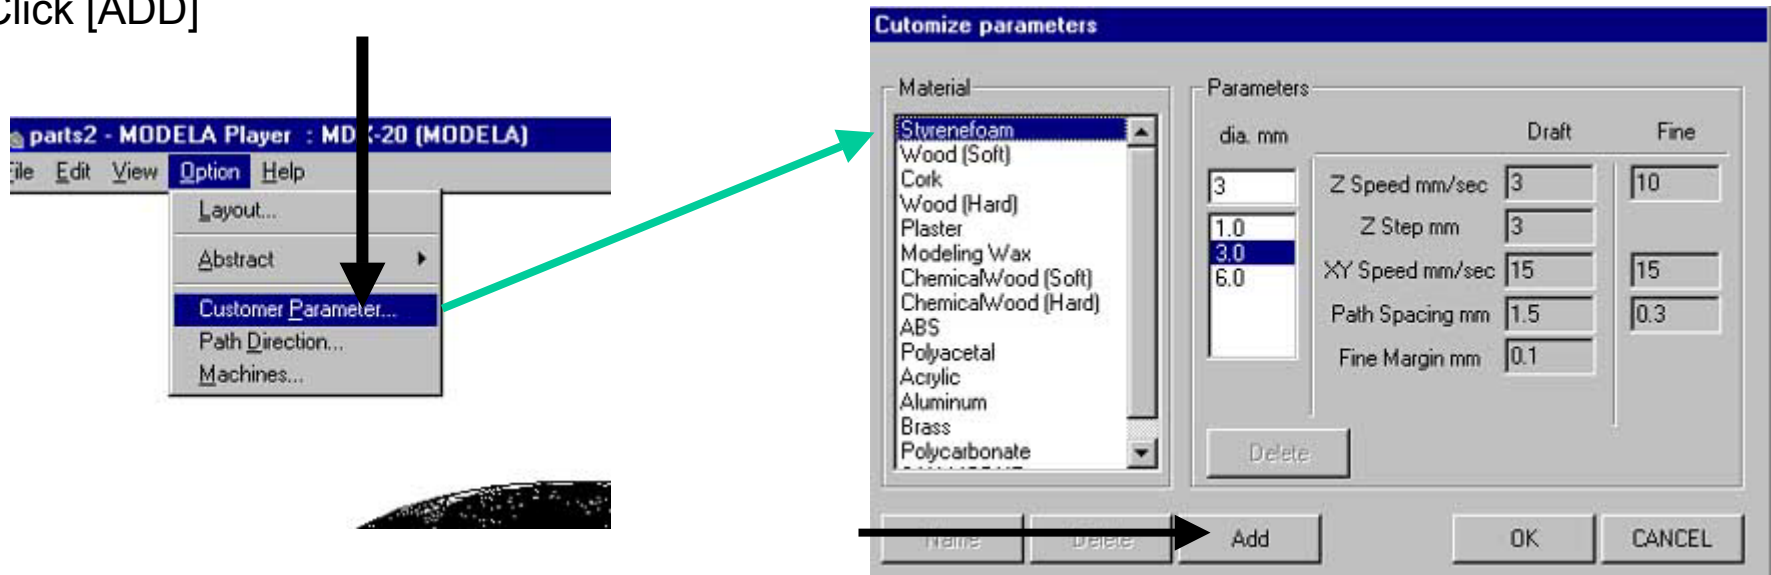 Click [ADD]
parts2 - MODELA Player : MDX-20 (MODELA)
File Edit View Option Help
Layout...
Abstract
Customer Parameter...
Path Direction...
Machines...
Cutomize parameters
Material
Styrenefoam
Wood (Soft)
Cork
Wood (Hard)
Plaster
Modeling Wax
ChemicalWood (Soft)
ChemicalWood (Hard)
ABS
Polyacetal
Acrylic
Aluminum
Brass
Polycarbonate
Parameters
dia. mm Draft Fine
3
1.0
3.0
6.0
Z Speed mm/sec 3 10
Z Step mm 3
XY Speed mm/sec 15 15
Path Spacing mm 1.5 0.3
Fine Margin mm 0.1
Delete
Name Delete Add OK CANCEL